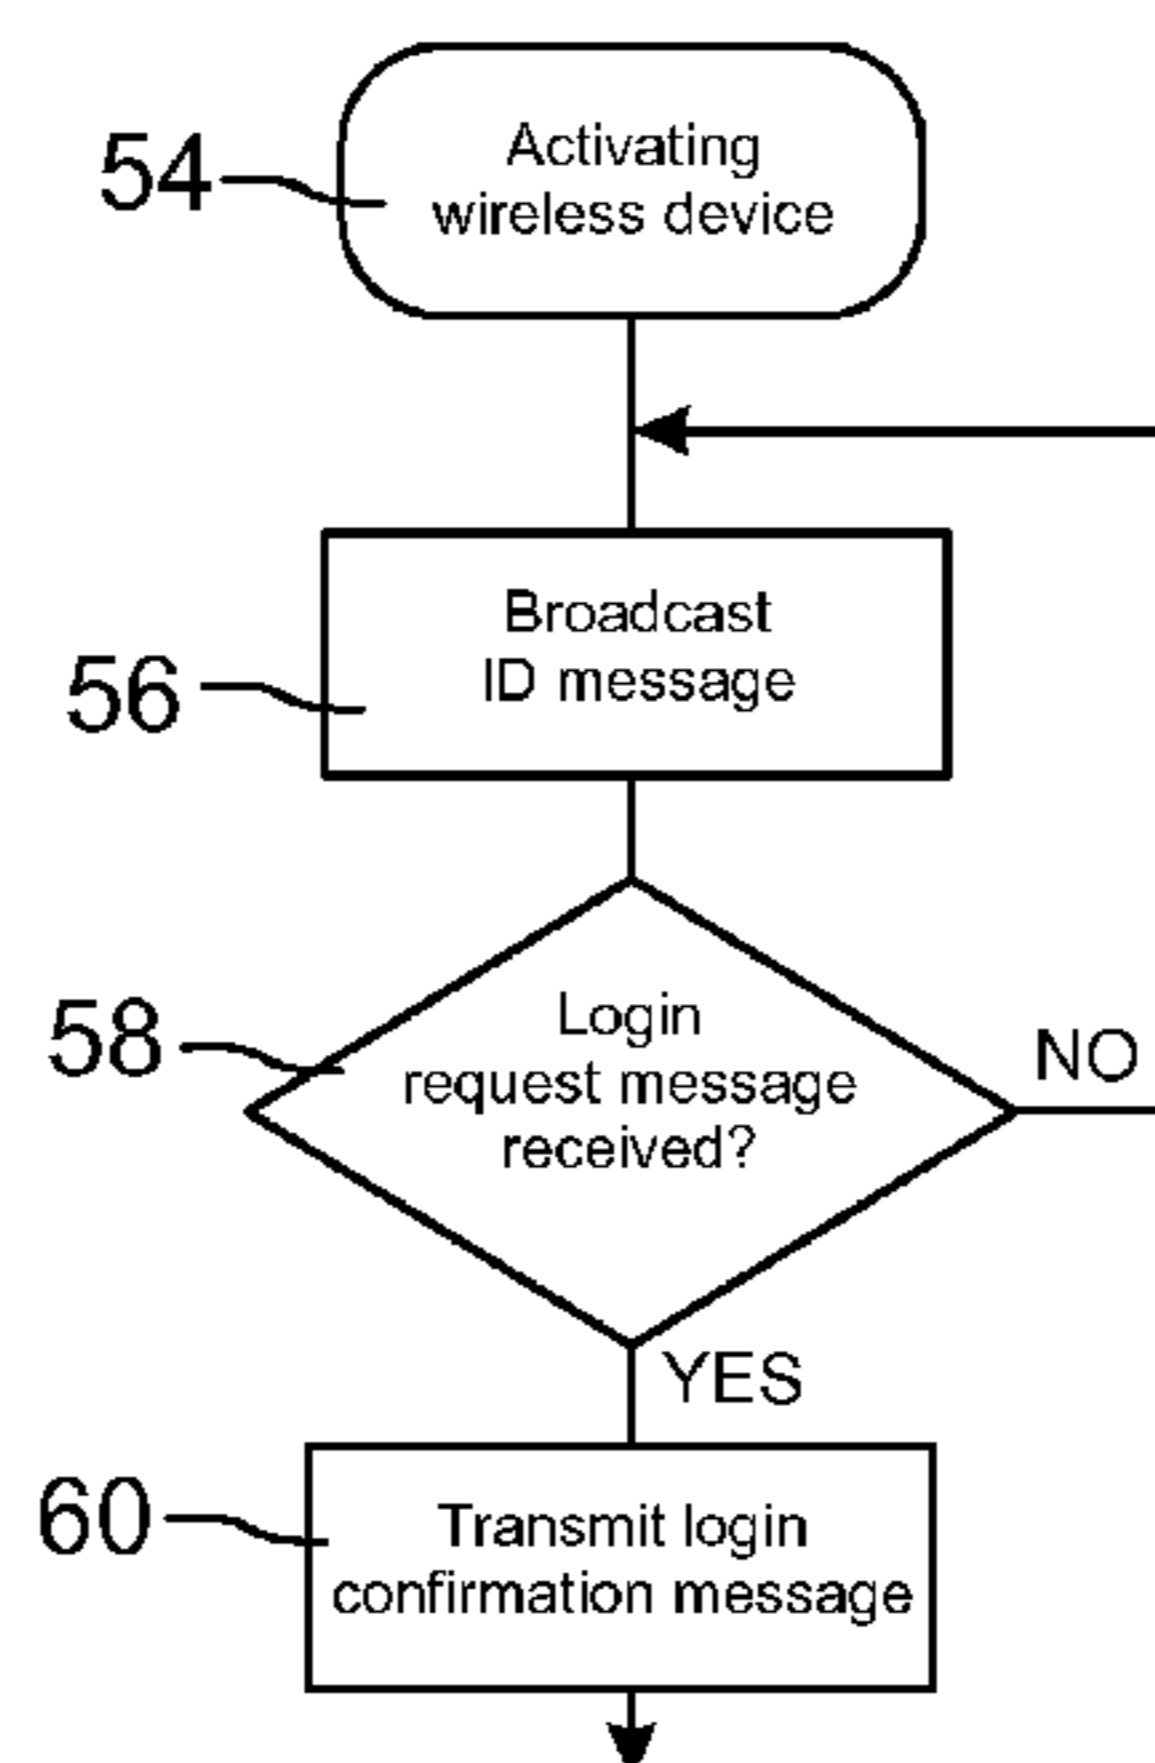 54
Activating
wireless device
56
Broadcast
ID message
58
Login
request message
received?
NO
YES
60
Transmit login
confirmation message